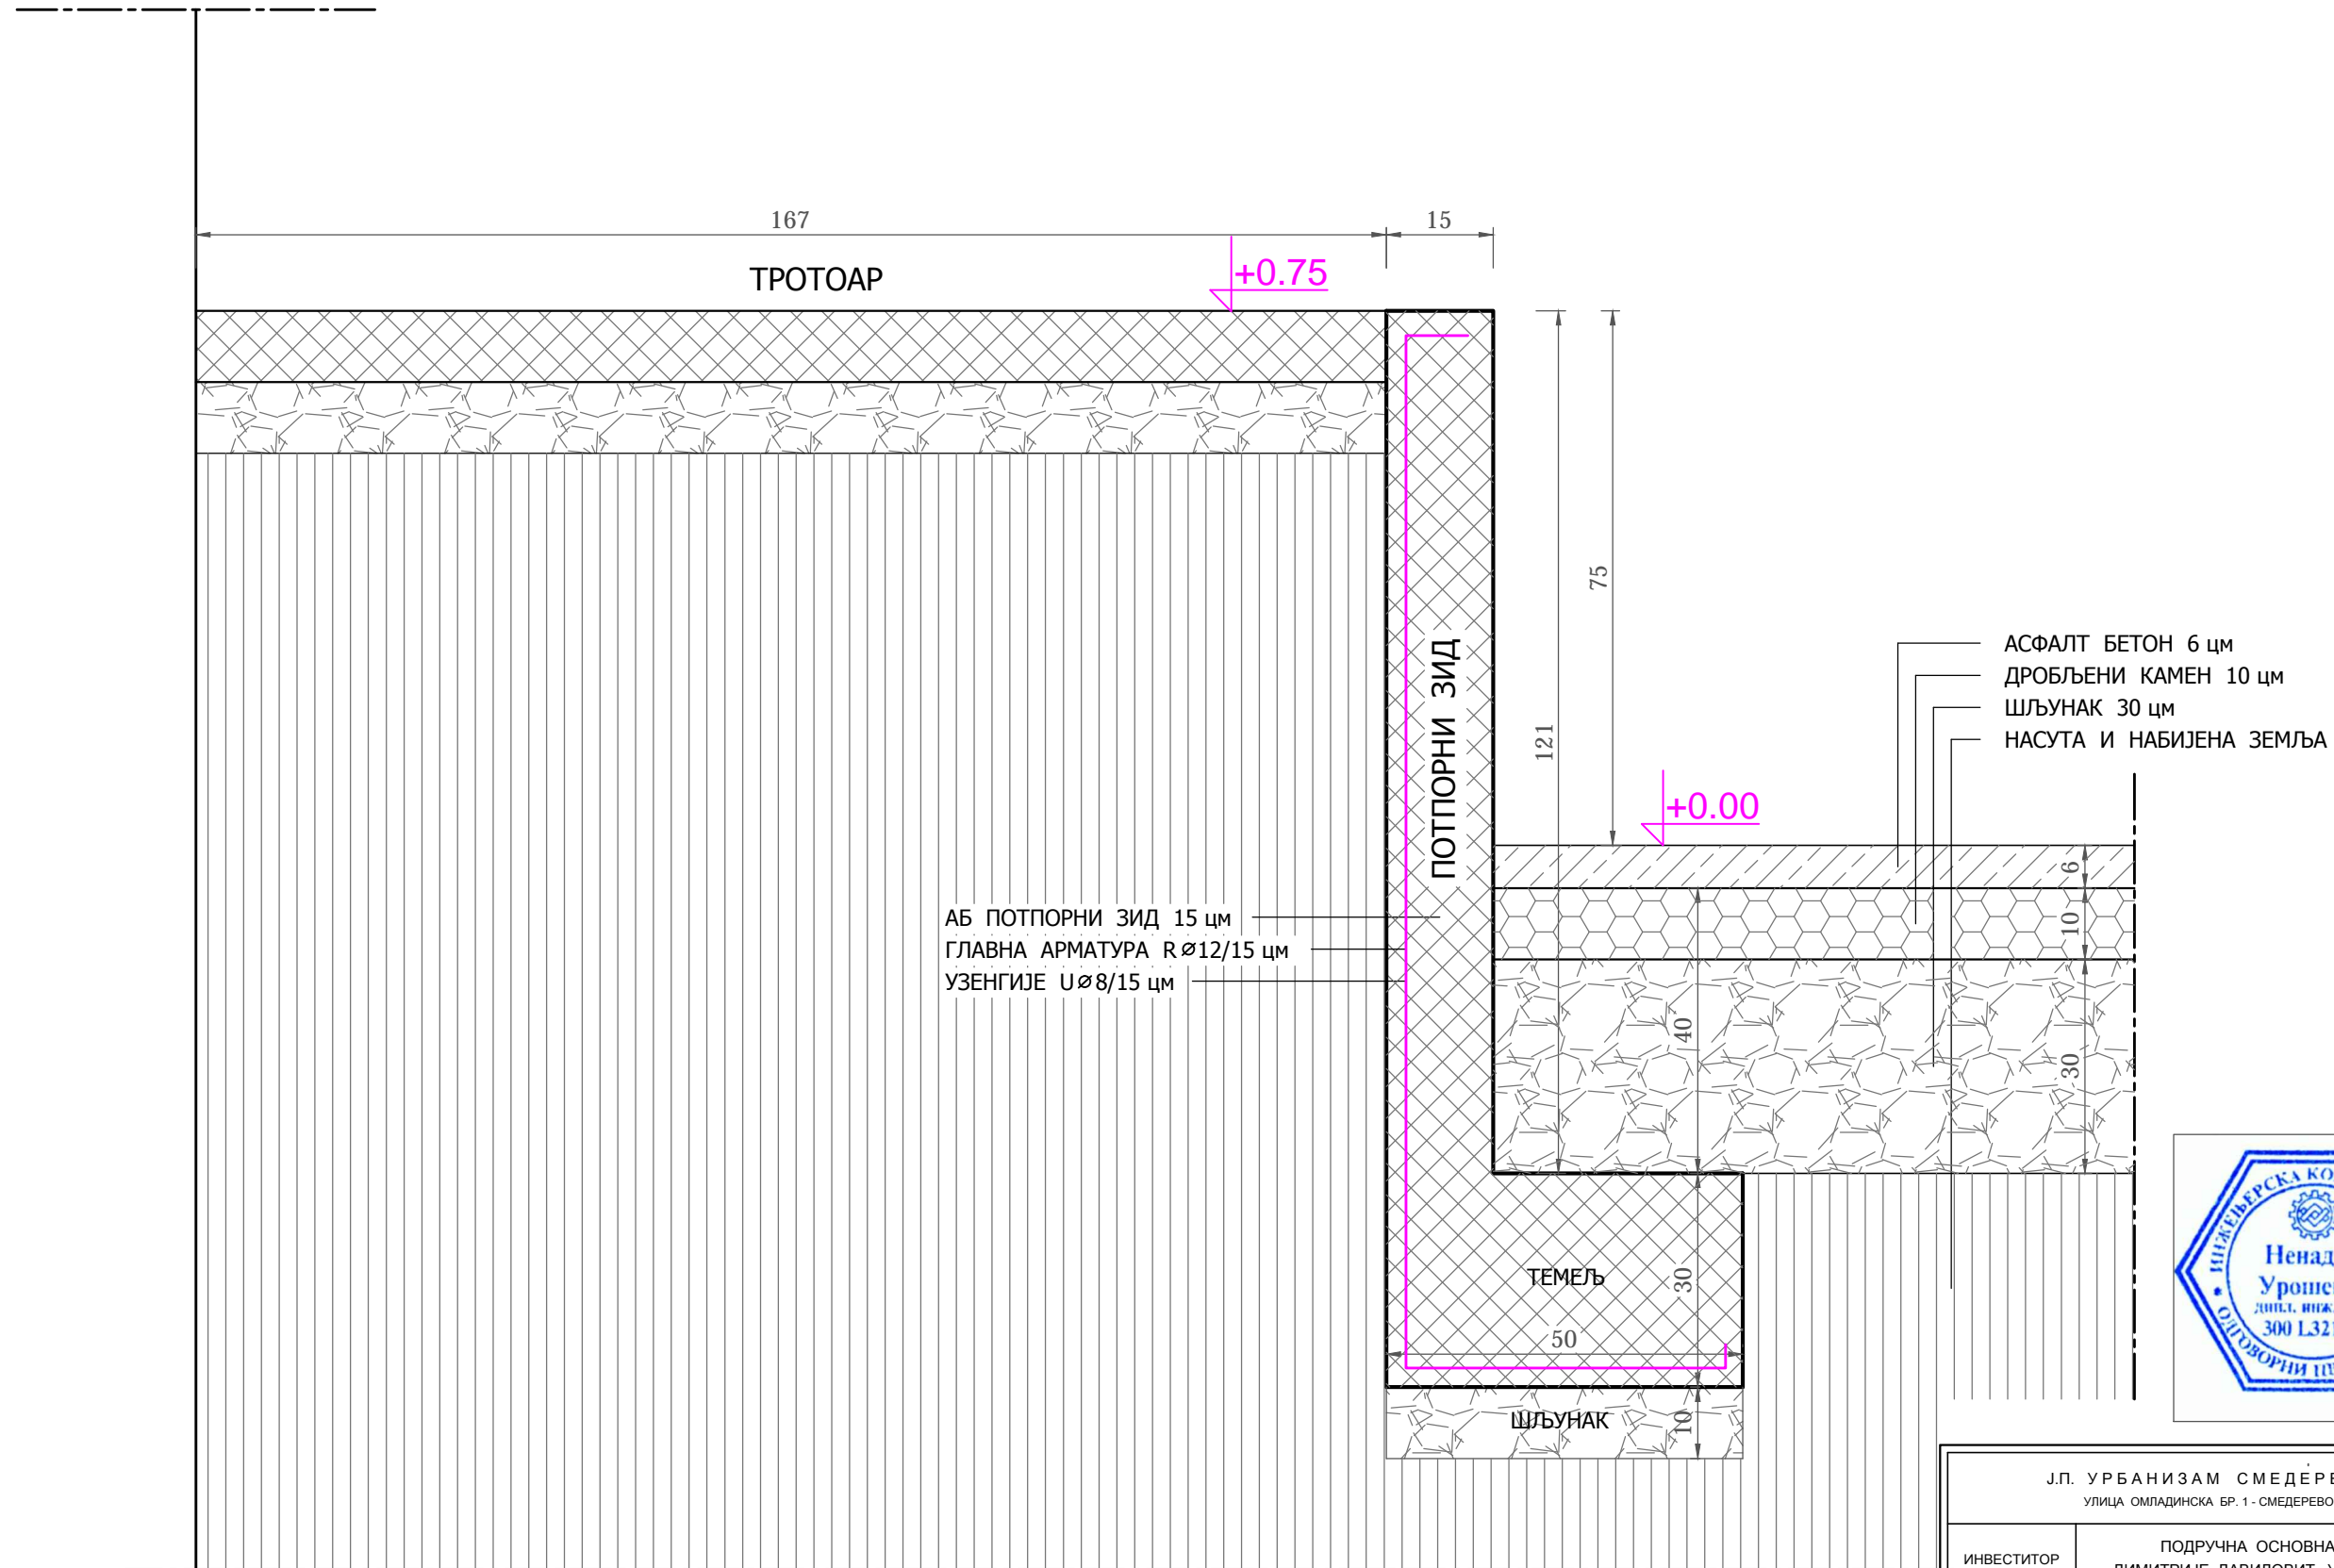 167
15
ТРОТОАР
+0.75
75
121
ПОТПОРНИ ЗИД
АСФАЛТ БЕТОН 6 цм
ДРОБЉЕНИ КАМЕН 10 цм
ШЉУНАК 30 цм
НАСУТА И НАБИЈЕНА ЗЕМЉА
+0.00
6
10
30
40
АБ ПОТПОРНИ ЗИД 15 цм
ГЛАВНА АРМАТУРА R⌀12/15 цм
УЗЕНГИЈЕ U⌀8/15 цм
ТЕМЕЉ
30
50
ШЉУНАК
10
Ненад
дипл. инж.
300
Ј.П. УРБАНИЗАМ
УЛИЦА ОМЛАДИНСКА БР. 1 - СМЕДЕРЕВО
ИНВЕСТИТОР
ПОДРУЧНА ОСНОВНА